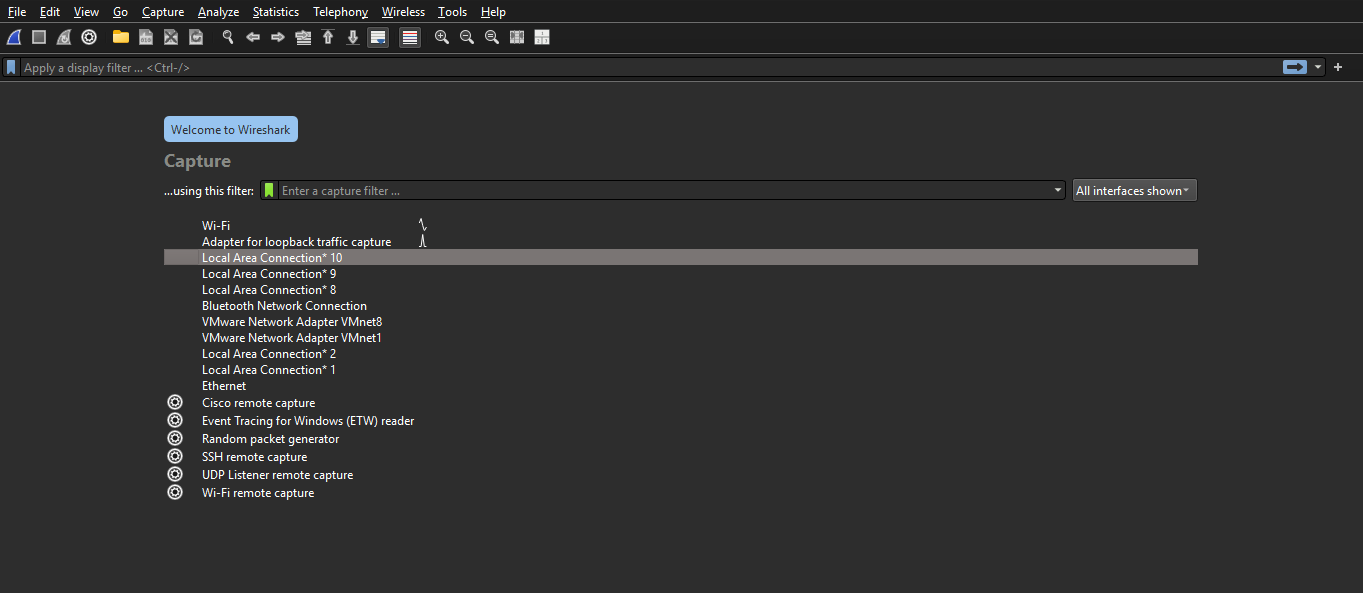 File Edit View Go Capture Analyze Statistics Telephony Wireless Tools Help
Apply a display filter ... <Ctrl-/>
Welcome to Wireshark
Capture
...using this filter: Enter a capture filter ... All interfaces shown
Wi-Fi
Adapter for loopback traffic capture
Local Area Connection* 10
Local Area Connection* 9
Local Area Connection* 8
Bluetooth Network Connection
VMware Network Adapter VMnet8
VMware Network Adapter VMnet1
Local Area Connection* 2
Local Area Connection* 1
Ethernet
Cisco remote capture
Event Tracing for Windows (ETW) reader
Random packet generator
SSH remote capture
UDP Listener remote capture
Wi-Fi remote capture